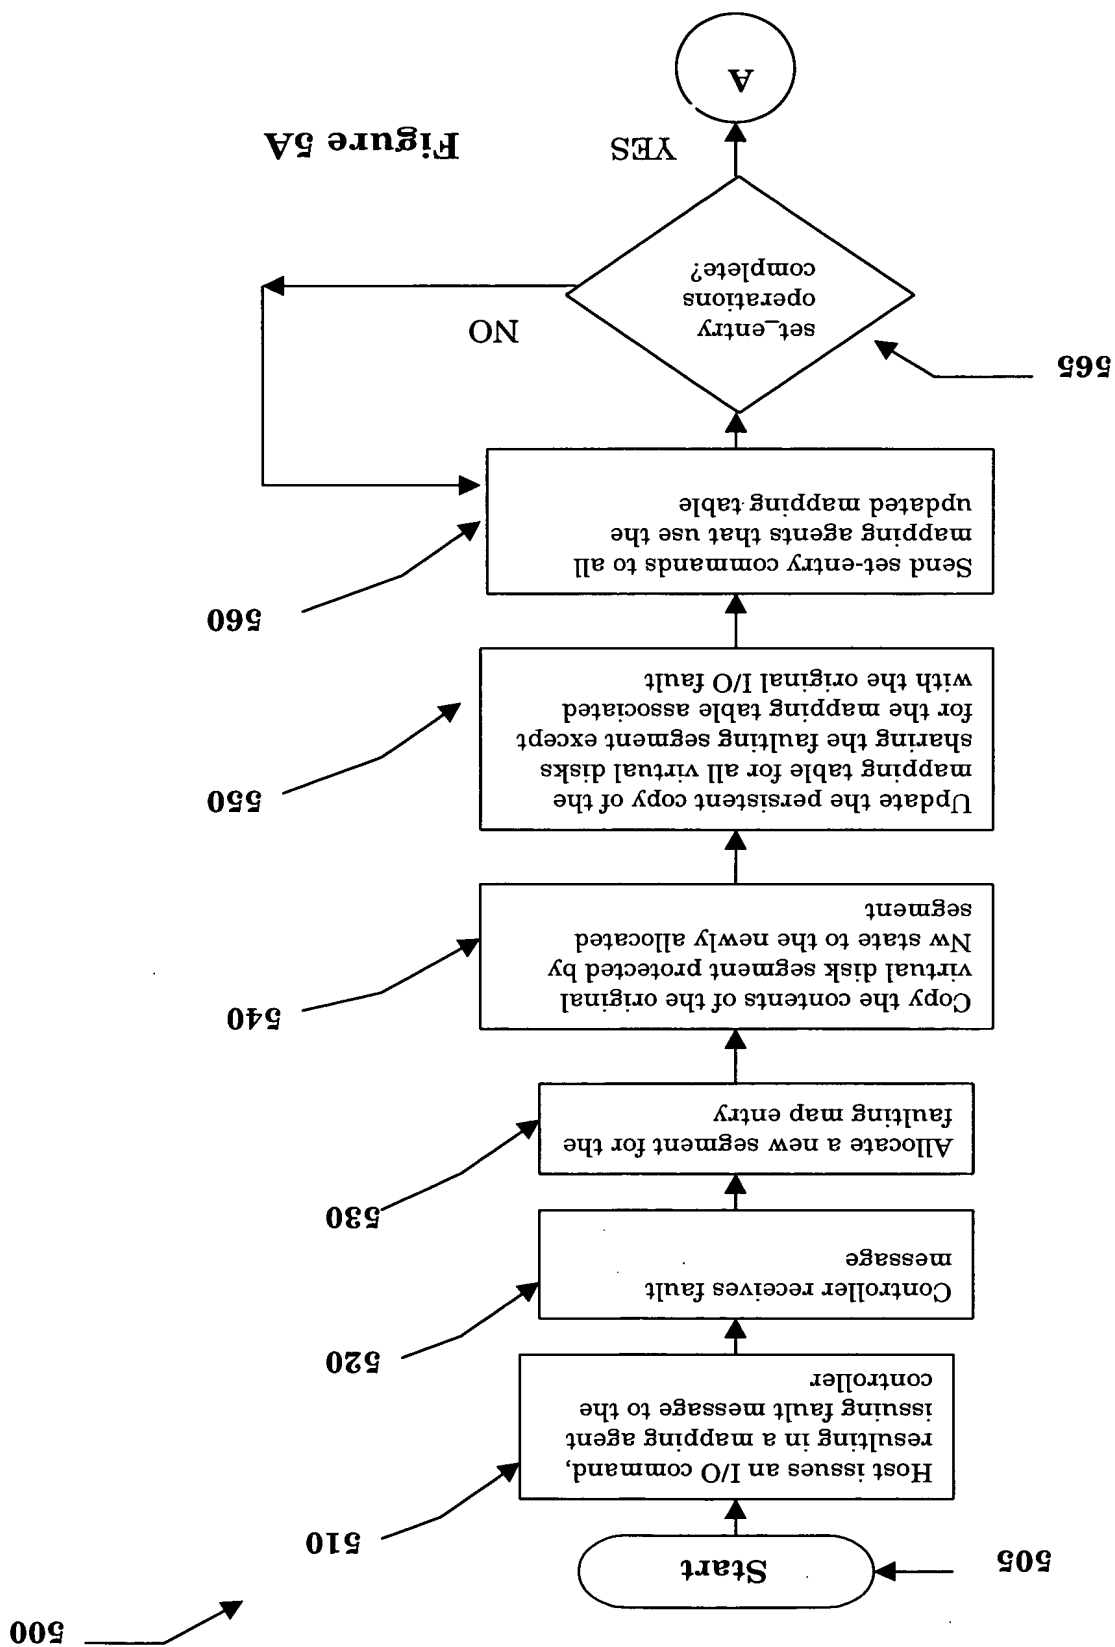 500
Start
505
Host issues an I/O command,
resulting in a mapping agent
issuing fault message to the
controller
510
Controller receives fault
message
520
Allocate a new segment for the
faulting map entry
530
Copy the contents of the original
virtual disk segment protected by
Nw state to the newly allocated
segment
540
Update the persistent copy of the
mapping table for all virtual disks
sharing the faulting segment except
for the mapping table associated
with the original I/O fault
550
Send set-entry commands to all
mapping agents that use the
updated mapping table
560
set_entry
operations
complete?
565
NO
YES
A
Figure 5A